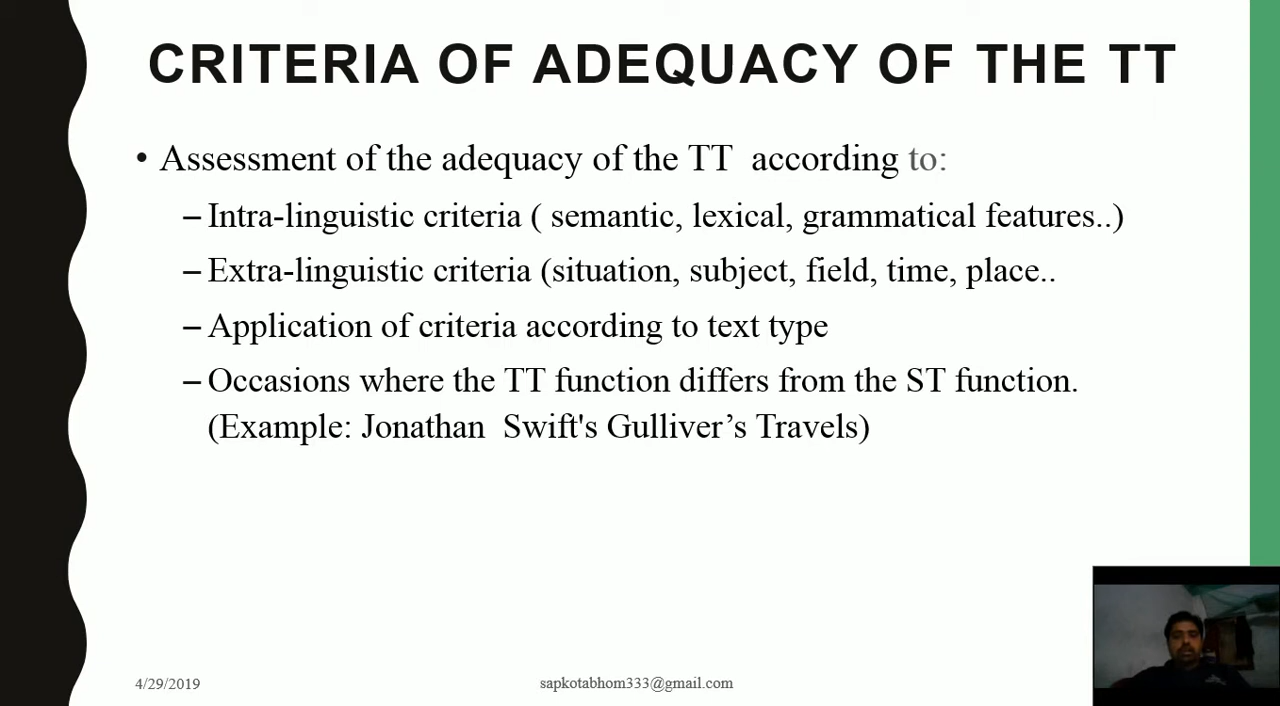 CRITERIA OF ADEQUACY OF THE TT
• Assessment of the adequacy of the TT  according to:
– Intra-linguistic criteria ( semantic, lexical, grammatical features..)
– Extra-linguistic criteria (situation, subject, field, time, place..
– Application of criteria according to text type
– Occasions where the TT function differs from the ST function.
(Example: Jonathan  Swift's Gulliver’s Travels)
4/29/2019
sapkotabhom333@gmail.com